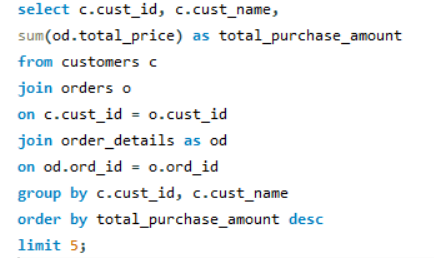 select c.cust_id, c.cust_name,
sum(od.total_price) as total_purchase_amount
from customers c
join orders o
on c.cust_id = o.cust_id
join order_details as od
on od.ord_id = o.ord_id
group by c.cust_id, c.cust_name
order by total_purchase_amount desc
limit 5;